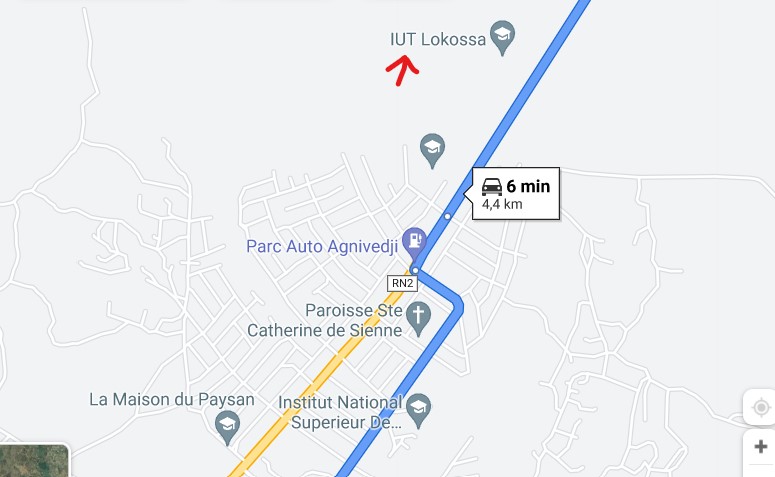 IUT Lokossa
6 min
4,4 km
Parc Auto Agnivedji
RN2
Paroisse Ste
Catherine de Sienne
La Maison du Paysan
Institut National
Superieur De...